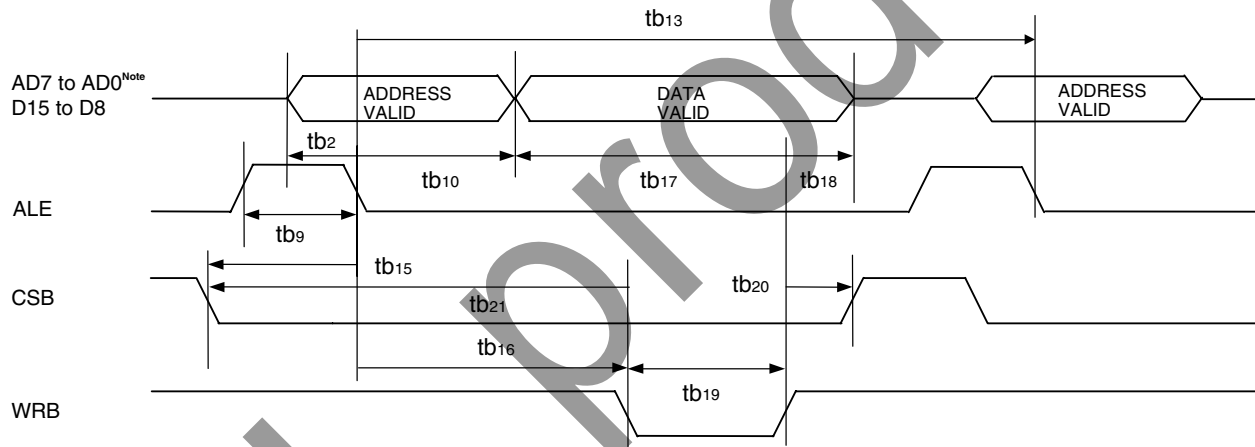 tb13
AD7 to AD0Note
D15 to D8
ADDRESS
VALID
DATA
VALID
ADDRESS
VALID
tb2
tb10
tb17
tb18
ALE
tb9
tb15
CSB
tb21
tb20
tb16
WRB
tb19
prod